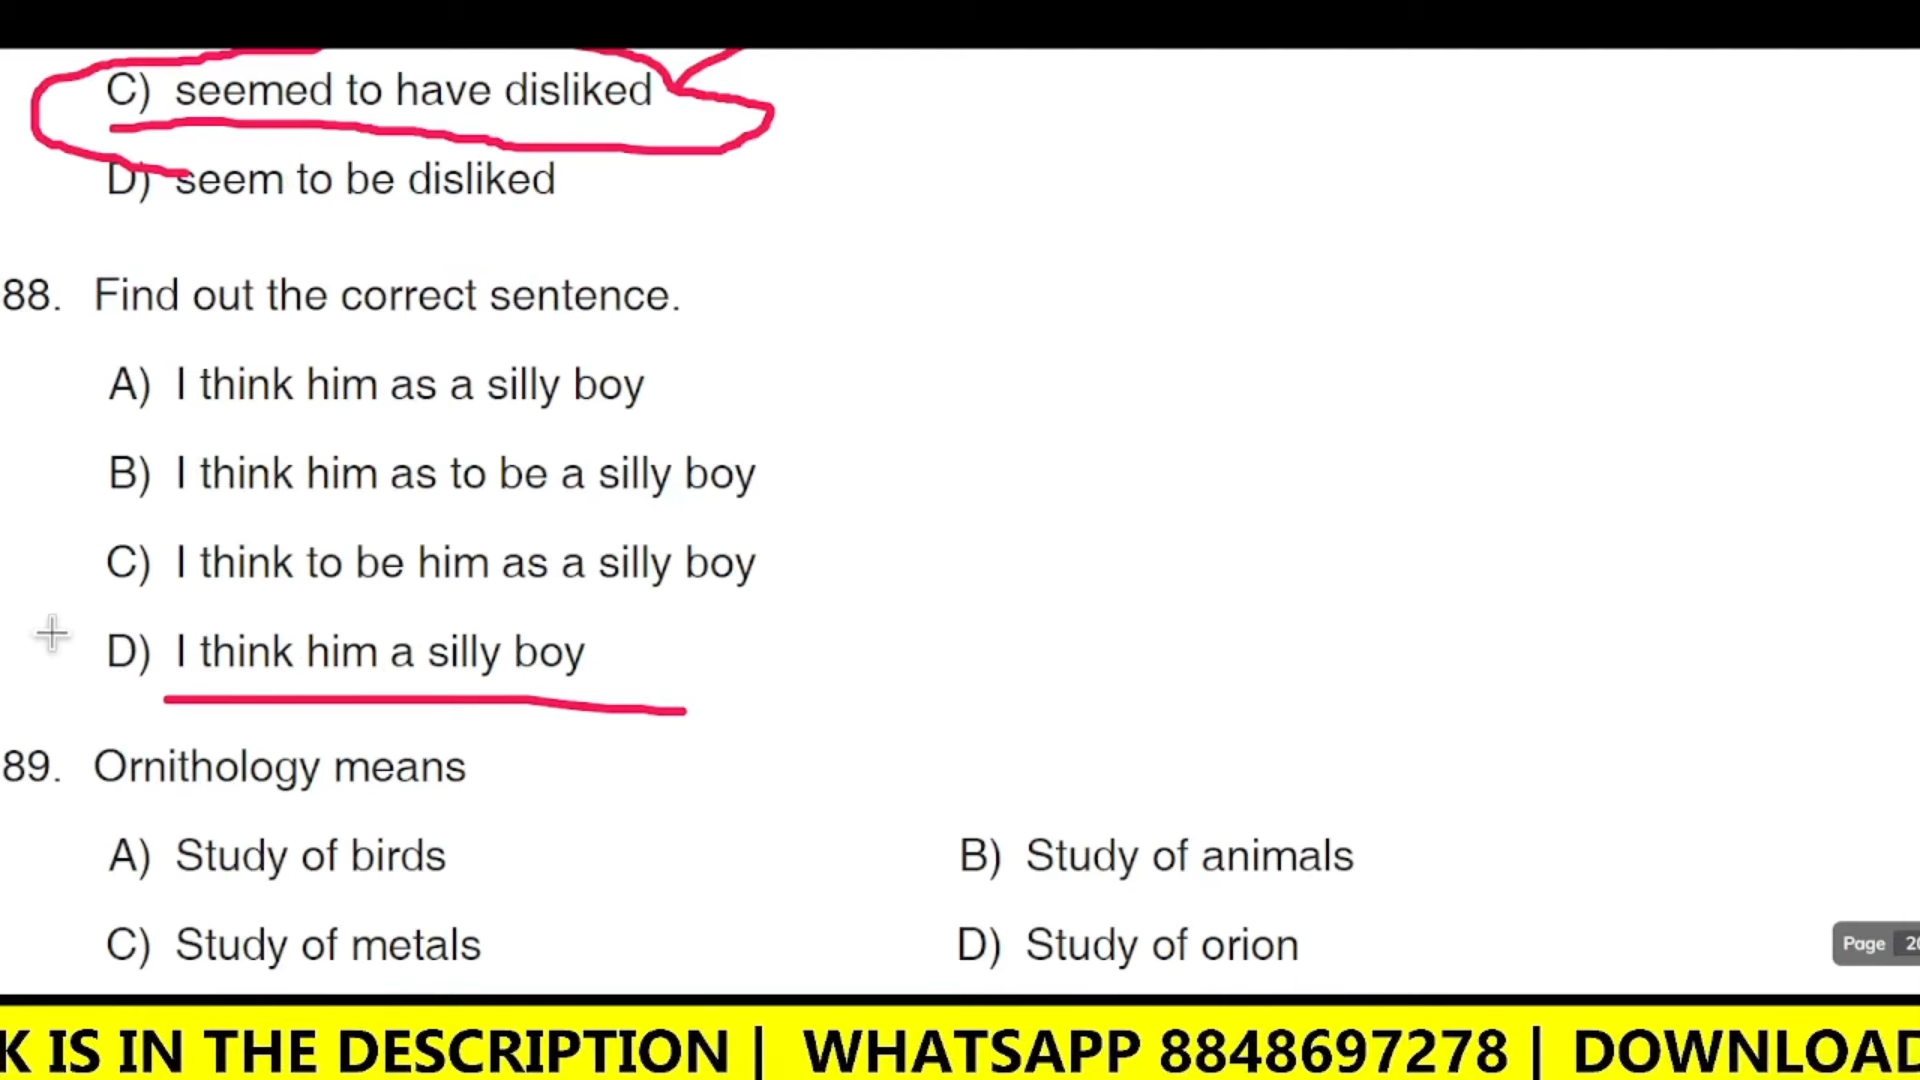 C) seemed to have disliked
D) seem to be disliked
88. Find out the correct sentence.
A) I think him as a silly boy
B) I think him as to be a silly boy
C) I think to be him as a silly boy
D) I think him a silly boy
89. Ornithology means
A) Study of birds B) Study of animals
C) Study of metals D) Study of orion
Page 20
K IS IN THE DESCRIPTION | WHATSAPP 8848697278 | DOWNLOAD